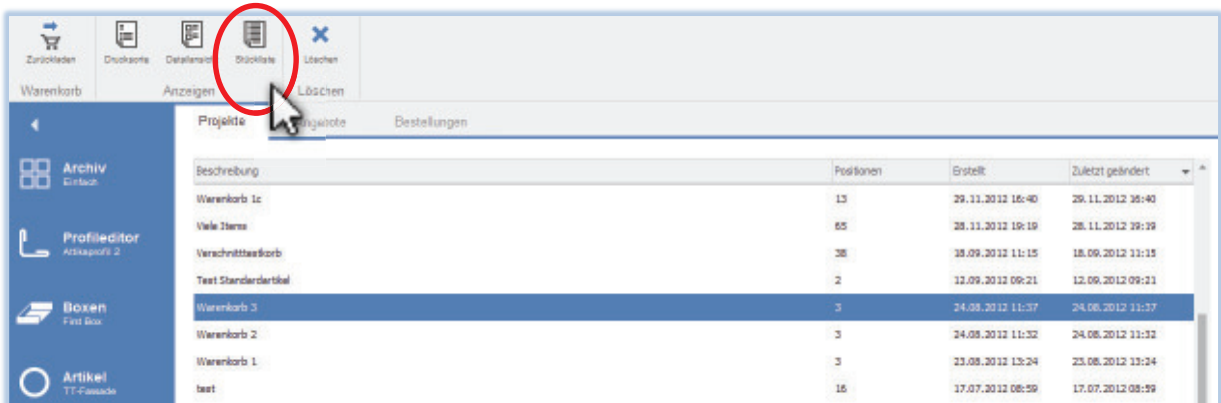 Zurückladen Drucksorte Detailansicht Stückliste Löschen
Warenkorb Anzeigen Löschen
Projekte Angebote Bestellungen
Archiv
Einfach
Profileditor
Artikaprofil 2
Boxen
First Box
Artikel
TT-Fassade
Beschreibung Positionen Erstellt Zuletzt geändert
Warenkorb 1c 13 29.11.2012 16:40 29.11.2012 16:40
Viele Items 65 28.11.2012 19:19 28.11.2012 19:19
Verschnitttestkorb 38 18.09.2012 11:15 18.09.2012 11:15
Test Standardartikel 2 12.09.2012 09:21 12.09.2012 09:21
Warenkorb 3 3 24.08.2012 11:37 24.08.2012 11:37
Warenkorb 2 3 24.08.2012 11:32 24.08.2012 11:32
Warenkorb 1 3 23.08.2012 13:24 23.08.2012 13:24
test 16 17.07.2012 08:59 17.07.2012 08:59